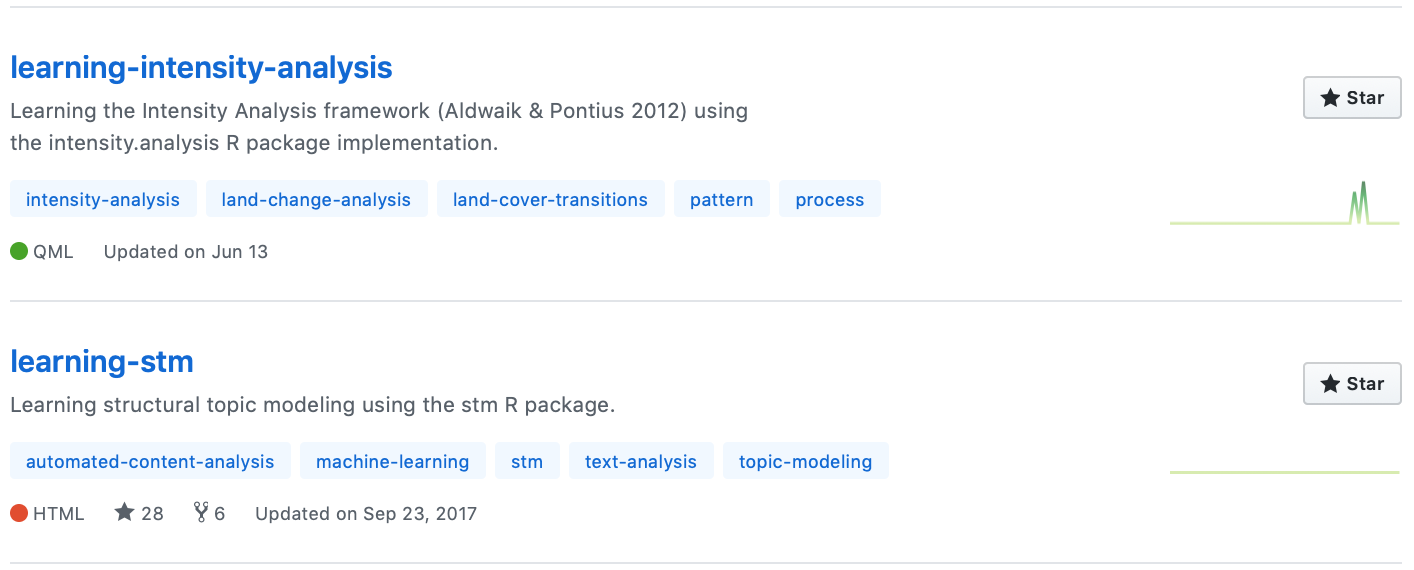 learning-intensity-analysis
Star
Learning the Intensity Analysis framework (Aldwaik & Pontius 2012) using
the intensity.analysis R package implementation.
intensity-analysis land-change-analysis land-cover-transitions pattern process
QML Updated on Jun 13
learning-stm
Star
Learning structural topic modeling using the stm R package.
automated-content-analysis machine-learning stm text-analysis topic-modeling
HTML 28 6 Updated on Sep 23, 2017